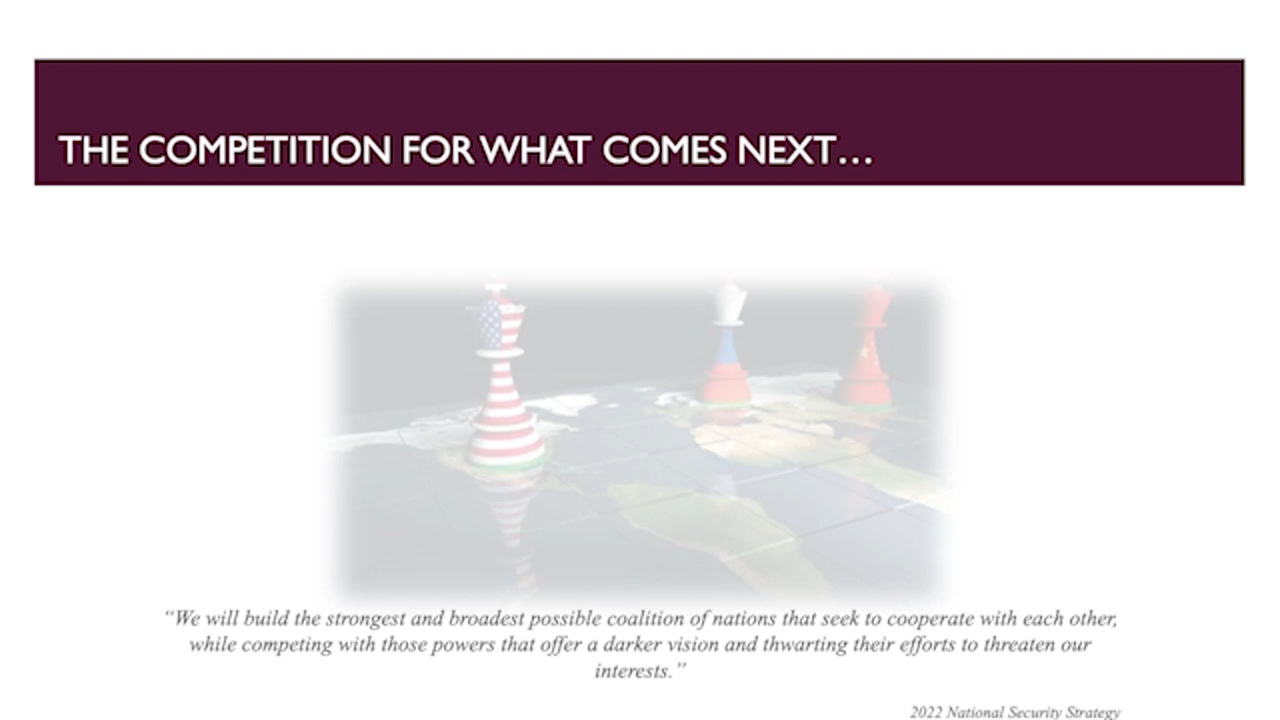 THE COMPETITION FOR WHAT COMES NEXT…
“We will build the strongest and broadest possible coalition of nations that seek to cooperate with each other,
while competing with those powers that offer a darker vision and thwarting their efforts to threaten our
interests.”
2022 National Security Strategy